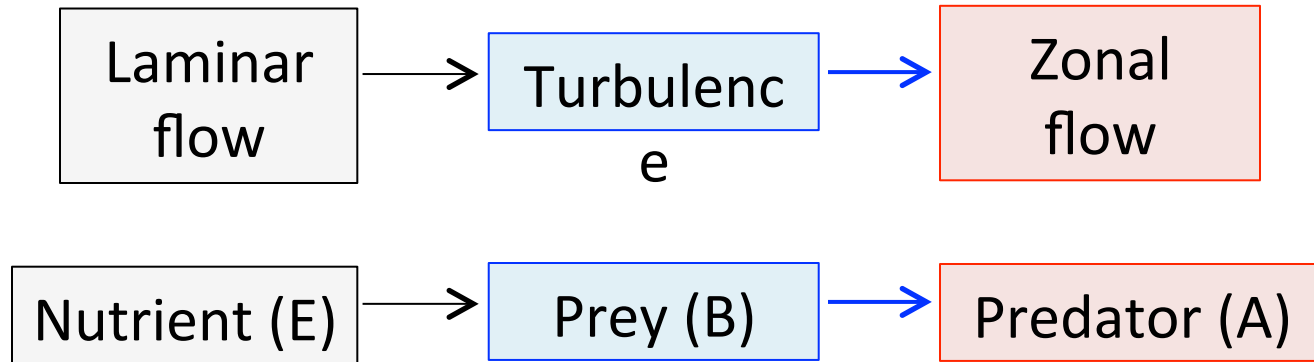 Laminar
flow
Turbulenc
e
Zonal
flow
Nutrient (E)
Prey (B)
Predator (A)